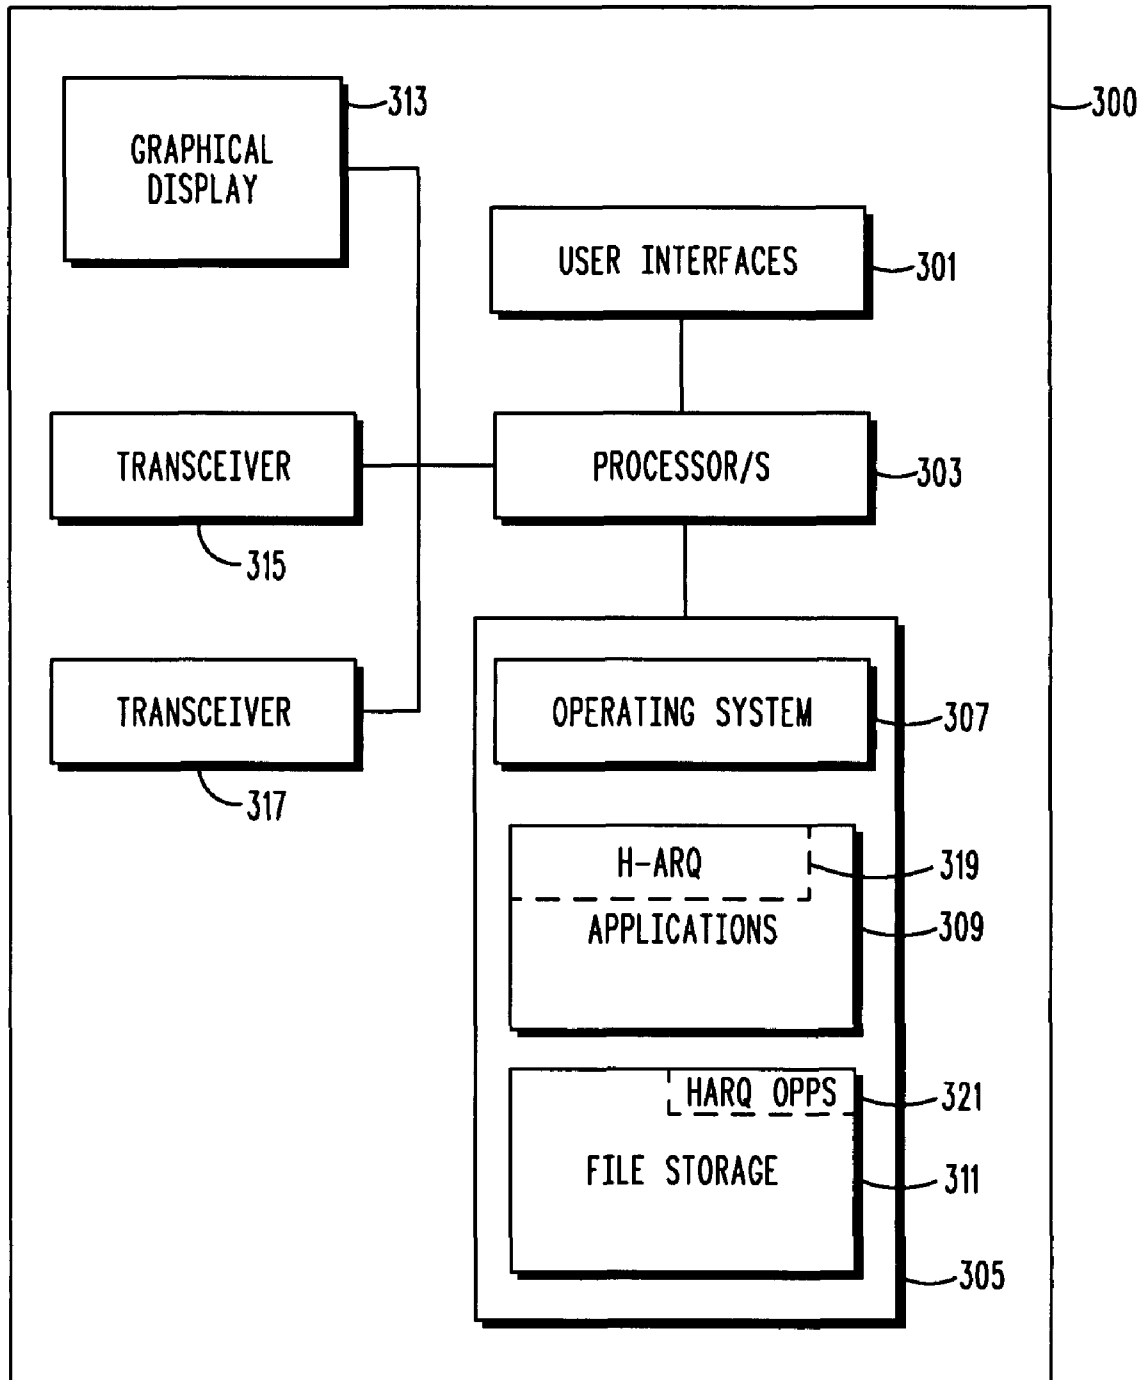 313
300
GRAPHICAL
DISPLAY
USER INTERFACES
301
TRANSCEIVER
PROCESSOR/S
303
315
TRANSCEIVER
OPERATING SYSTEM
307
317
H-ARQ
319
APPLICATIONS
309
HARQ OPPS
321
FILE STORAGE
311
305